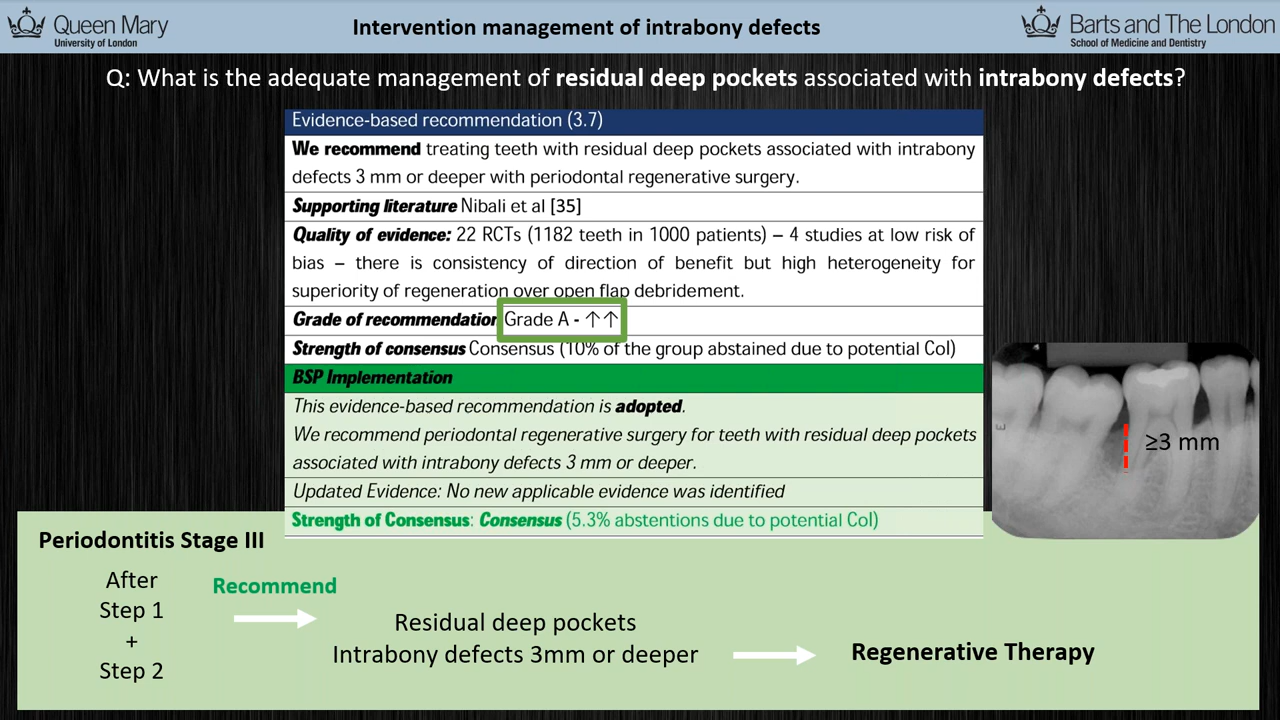 Queen Mary
University of London
Intervention management of intrabony defects
Barts and The London
School of Medicine and Dentistry
Q: What is the adequate management of residual deep pockets associated with intrabony defects?
Evidence-based recommendation (3.7)
We recommend treating teeth with residual deep pockets associated with intrabony
defects 3 mm or deeper with periodontal regenerative surgery.
Supporting literature Nibali et al [35]
Quality of evidence: 22 RCTs (1182 teeth in 1000 patients) – 4 studies at low risk of
bias – there is consistency of direction of benefit but high heterogeneity for
superiority of regeneration over open flap debridement.
Grade of recommendation Grade A - ↑↑
Strength of consensus Consensus (10% of the group abstained due to potential CoI)
BSP Implementation
This evidence-based recommendation is adopted.
We recommend periodontal regenerative surgery for teeth with residual deep pockets
associated with intrabony defects 3 mm or deeper.
Updated Evidence: No new applicable evidence was identified
Strength of Consensus: Consensus (5.3% abstentions due to potential CoI)
≥3 mm
Periodontitis Stage III
After
Step 1
+
Step 2
Recommend
Residual deep pockets
Intrabony defects 3mm or deeper
Regenerative Therapy